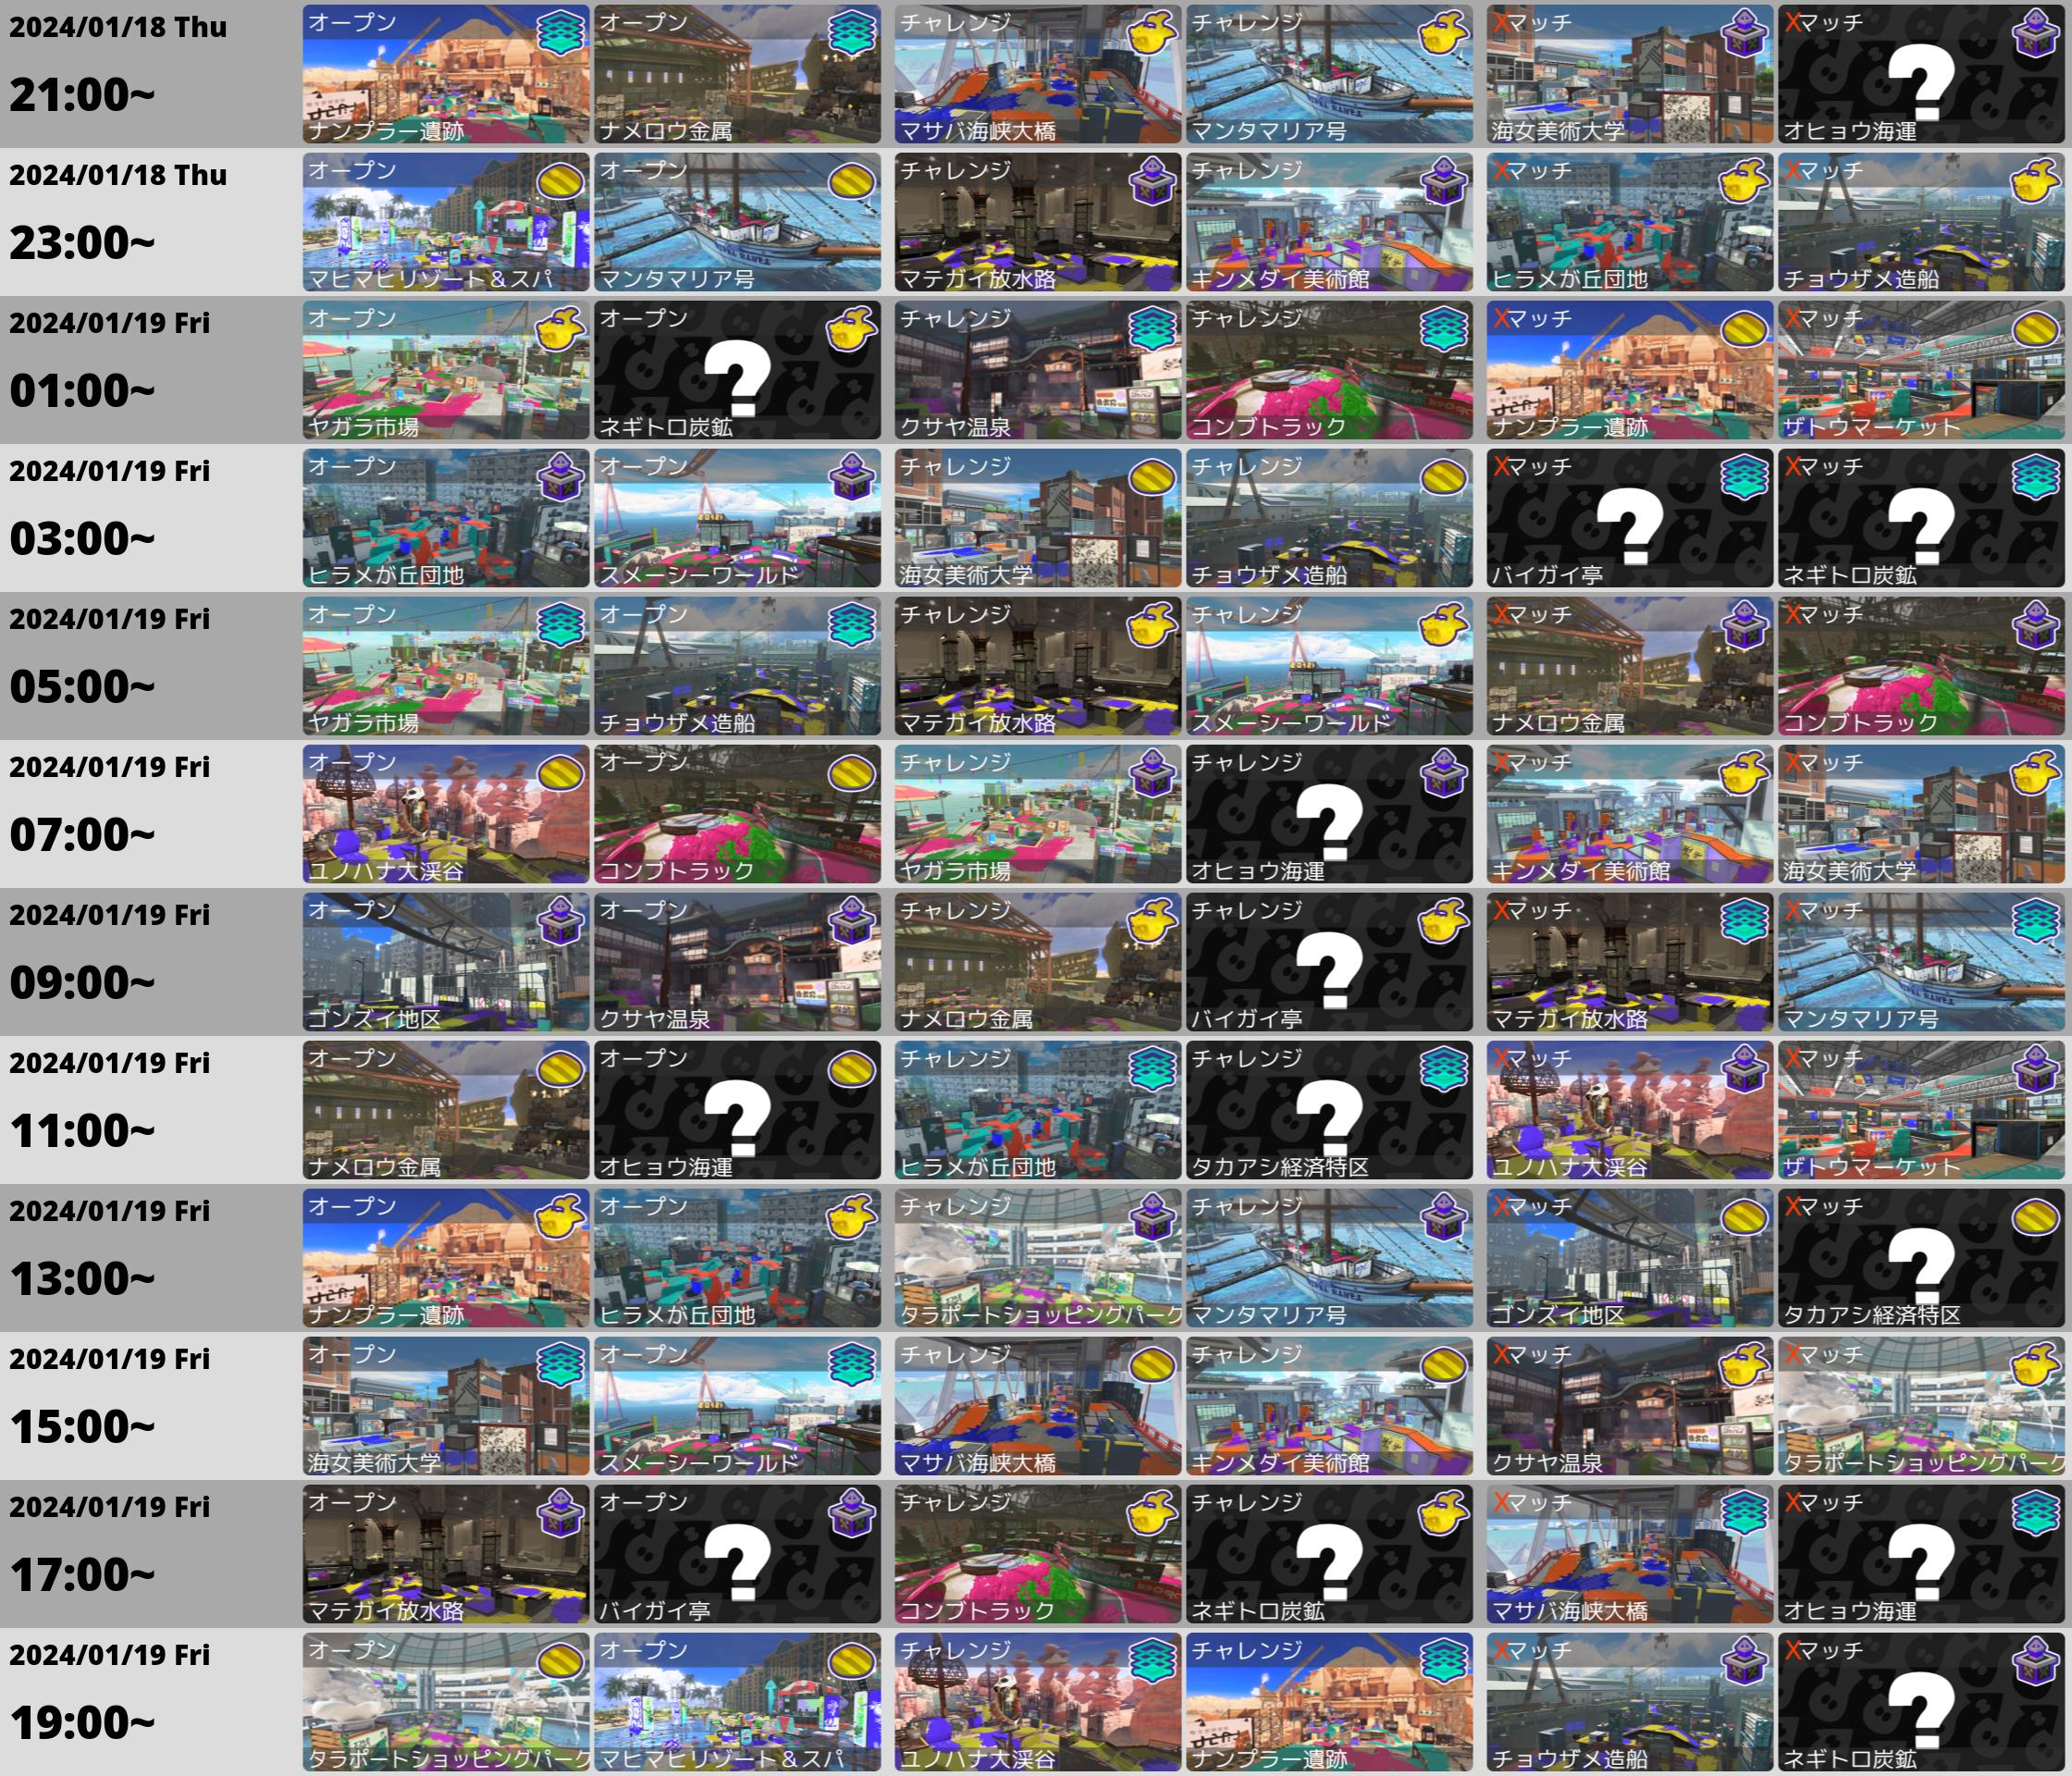 2024/01/18 Thu
21:00~
オープン
ナンプラー遺跡
オープン
ナメロウ金属
チャレンジ
マサバ海峡大橋
チャレンジ
マンタマリア号
Xマッチ
海女美術大学
Xマッチ
?
オヒョウ海運
2024/01/18 Thu
23:00~
オープン
マヒマヒリゾート&スパ
オープン
マンタマリア号
チャレンジ
マテガイ放水路
チャレンジ
キンメダイ美術館
Xマッチ
ヒラメが丘団地
Xマッチ
チョウザメ造船
2024/01/19 Fri
01:00~
オープン
ヤガラ市場
オープン
?
ネギトロ炭鉱
チャレンジ
クサヤ温泉
チャレンジ
コンブトラック
Xマッチ
ナンプラー遺跡
Xマッチ
ザトウマーケット
2024/01/19 Fri
03:00~
オープン
ヒラメが丘団地
オープン
スメーシーワールド
チャレンジ
海女美術大学
チャレンジ
チョウザメ造船
Xマッチ
?
バイガイ亭
Xマッチ
?
ネギトロ炭鉱
2024/01/19 Fri
05:00~
オープン
ヤガラ市場
オープン
チョウザメ造船
チャレンジ
マテガイ放水路
チャレンジ
スメーシーワールド
Xマッチ
ナメロウ金属
Xマッチ
コンブトラック
2024/01/19 Fri
07:00~
オープン
ユノハナ大渓谷
オープン
コンブトラック
チャレンジ
ヤガラ市場
チャレンジ
?
オヒョウ海運
Xマッチ
キンメダイ美術館
Xマッチ
海女美術大学
2024/01/19 Fri
09:00~
オープン
ゴンズイ地区
オープン
クサヤ温泉
チャレンジ
ナメロウ金属
チャレンジ
?
バイガイ亭
Xマッチ
マテガイ放水路
Xマッチ
マンタマリア号
2024/01/19 Fri
11:00~
オープン
ナメロウ金属
オープン
?
オヒョウ海運
チャレンジ
ヒラメが丘団地
チャレンジ
?
タカアシ経済特区
Xマッチ
ユノハナ大渓谷
Xマッチ
ザトウマーケット
2024/01/19 Fri
13:00~
オープン
ナンプラー遺跡
オープン
ヒラメが丘団地
チャレンジ
タラポートショッピングパーク
チャレンジ
マンタマリア号
Xマッチ
ゴンズイ地区
Xマッチ
?
タカアシ経済特区
2024/01/19 Fri
15:00~
オープン
海女美術大学
オープン
スメーシーワールド
チャレンジ
マサバ海峡大橋
チャレンジ
キンメダイ美術館
Xマッチ
クサヤ温泉
Xマッチ
タラポートショッピングパーク
2024/01/19 Fri
17:00~
オープン
マテガイ放水路
オープン
?
バイガイ亭
チャレンジ
コンブトラック
チャレンジ
?
ネギトロ炭鉱
Xマッチ
マサバ海峡大橋
Xマッチ
?
オヒョウ海運
2024/01/19 Fri
19:00~
オープン
タラポートショッピングパーク
オープン
マヒマヒリゾート&スパ
チャレンジ
ユノハナ大渓谷
チャレンジ
ナンプラー遺跡
Xマッチ
チョウザメ造船
Xマッチ
?
ネギトロ炭鉱